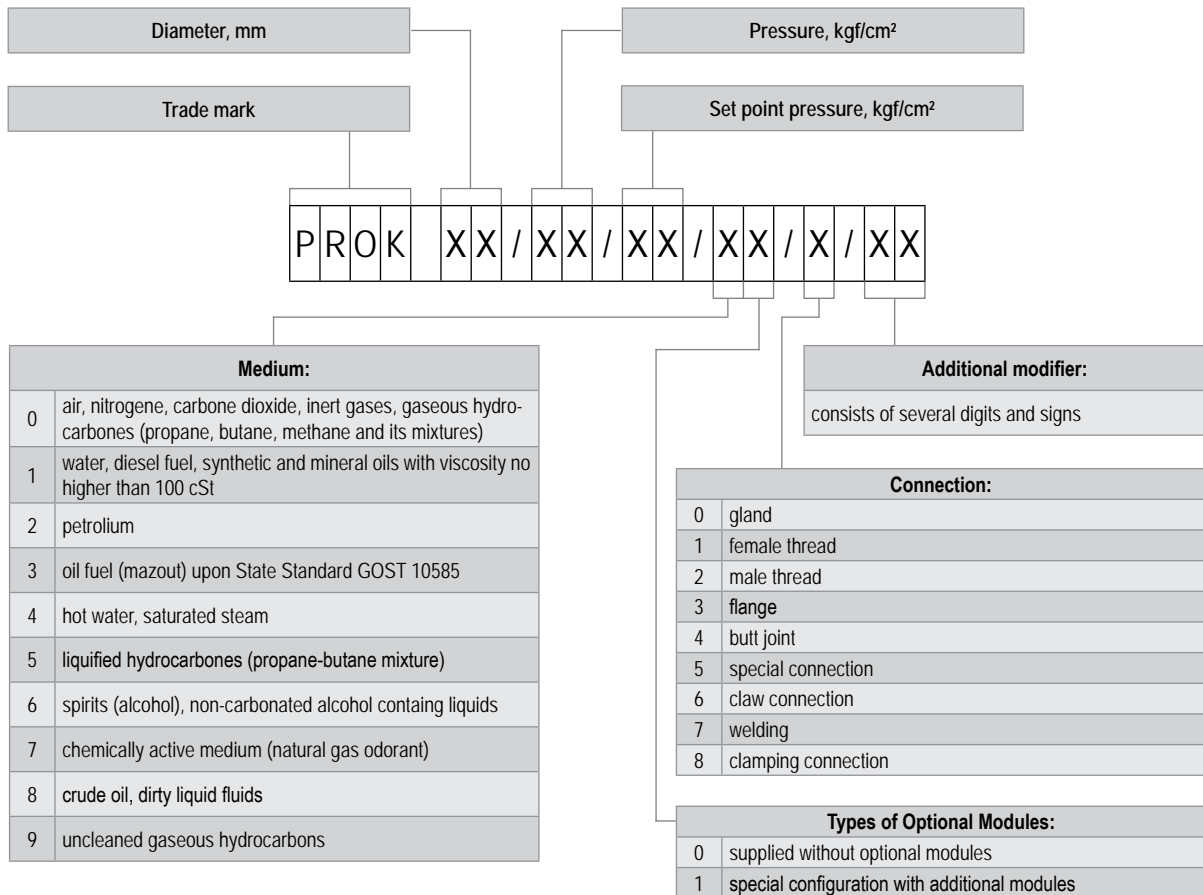 Diameter, mm
Pressure, kgf/cm²
Trade mark
Set point pressure, kgf/cm²
PROK XX/XX/XX/XX/X/XX
Medium:
0 air, nitrogene, carbone dioxide, inert gases, gaseous hydro-
carbones (propane, butane, methane and its mixtures)
1 water, diesel fuel, synthetic and mineral oils with viscosity no
higher than 100 cSt
2 petrolium
3 oil fuel (mazout) upon State Standard GOST 10585
4 hot water, saturated steam
5 liquified hydrocarbones (propane-butane mixture)
6 spirits (alcohol), non-carbonated alcohol containg liquids
7 chemically active medium (natural gas odorant)
8 crude oil, dirty liquid fluids
9 uncleaned gaseous hydrocarbons
Additional modifier:
consists of several digits and signs
Connection:
0 gland
1 female thread
2 male thread
3 flange
4 butt joint
5 special connection
6 claw connection
7 welding
8 clamping connection
Types of Optional Modules:
0 supplied without optional modules
1 special configuration with additional modules